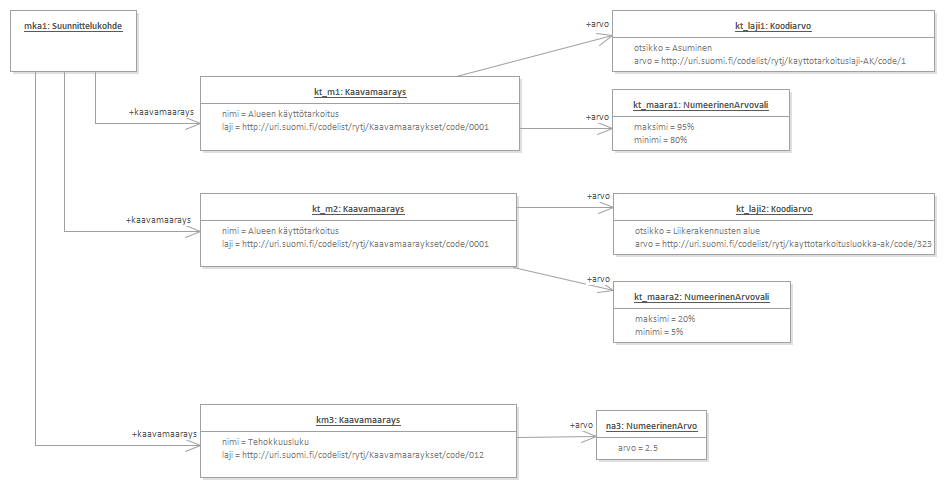 mka1: Suunnittelukohde
+kaavamaarays
kt_m1: Kaavamaarays
nimi = Alueen käyttötarkoitus
laji = http://uri.suomi.fi/codelist/rytj/Kaavamaaraykset/code/0001
+arvo
kt_laji1: Koodiarvo
otsikko = Asuminen
arvo = http://uri.suomi.fi/codelist/rytj/kayttotarkoituslaji-AK/code/1
+arvo
kt_maara1: NumeerinenArvovali
maksimi = 95%
minimi = 80%
+kaavamaarays
kt_m2: Kaavamaarays
nimi = Alueen käyttötarkoitus
laji = http://uri.suomi.fi/codelist/rytj/Kaavamaaraykset/code/0001
+arvo
kt_laji2: Koodiarvo
otsikko = Liikerakennusten alue
arvo = http://uri.suomi.fi/codelist/rytj/kayttotarkoitusluokka-ak/code/323
+arvo
kt_maara2: NumeerinenArvovali
maksimi = 20%
minimi = 5%
+kaavamaarays
km3: Kaavamaarays
nimi = Tehokkuusluku
laji = http://uri.suomi.fi/codelist/rytj/Kaavamaaraykset/code/012
+arvo
na3: NumeerinenArvo
arvo = 2.5